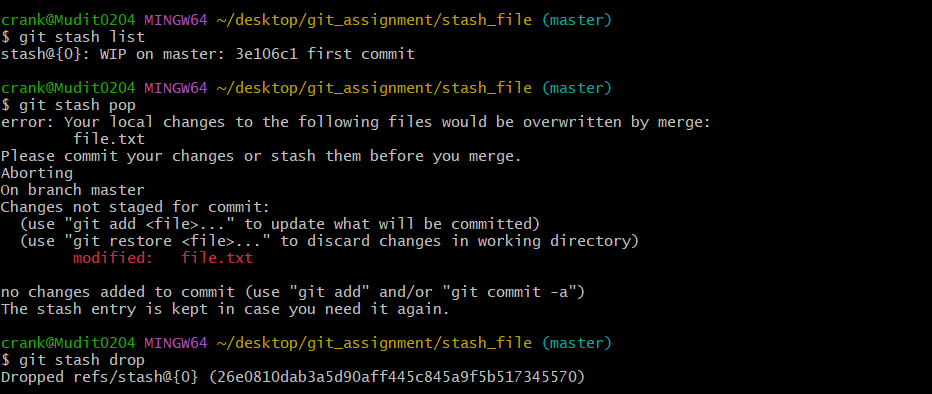 crank@Mudit0204 MINGW64 ~/desktop/git_assignment/stash_file (master)
$ git stash list
stash@{0}: WIP on master: 3e106c1 first commit
crank@Mudit0204 MINGW64 ~/desktop/git_assignment/stash_file (master)
$ git stash pop
error: Your local changes to the following files would be overwritten by merge:
        file.txt
Please commit your changes or stash them before you merge.
Aborting
On branch master
Changes not staged for commit:
  (use "git add <file>..." to update what will be committed)
  (use "git restore <file>..." to discard changes in working directory)
        modified:   file.txt
no changes added to commit (use "git add" and/or "git commit -a")
The stash entry is kept in case you need it again.
crank@Mudit0204 MINGW64 ~/desktop/git_assignment/stash_file (master)
$ git stash drop
Dropped refs/stash@{0} (26e0810dab3a5d90aff445c845a9f5b517345570)